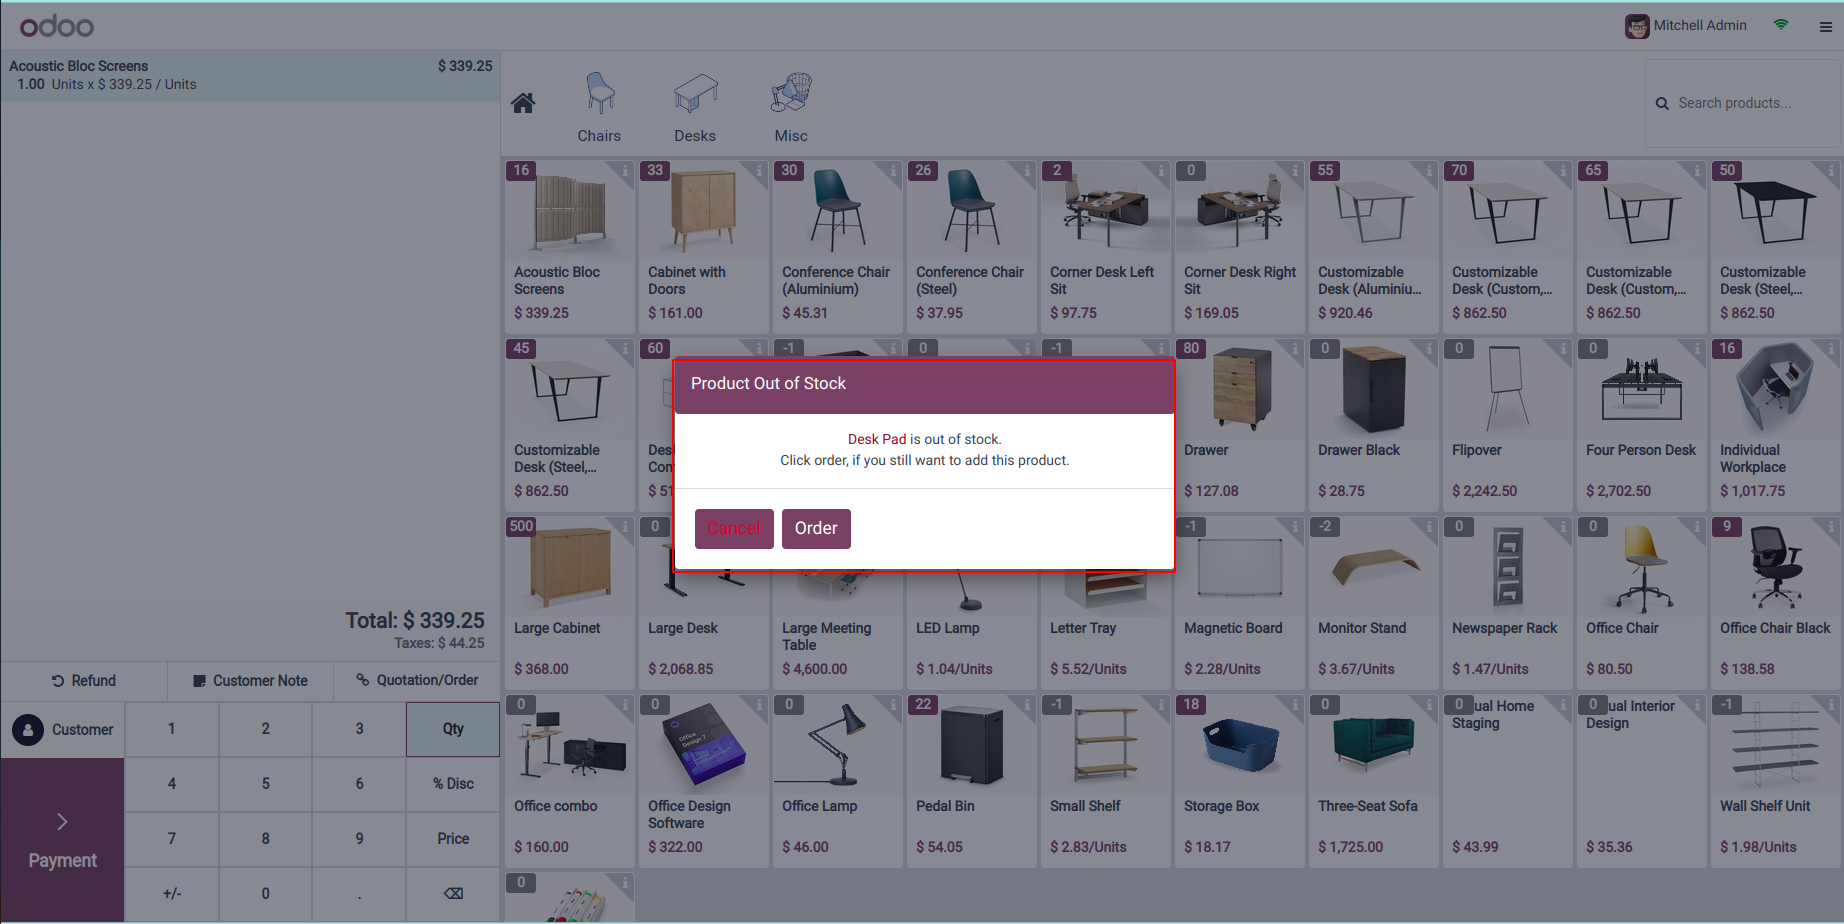 odoo
Mitchell Admin
Acoustic Bloc Screens $ 339.25
1.00 Units x $ 339.25 / Units
Chairs
Desks
Misc
Search products...
16
Acoustic Bloc
Screens
$ 339.25
33
Cabinet with
Doors
$ 161.00
30
Conference Chair
(Aluminium)
$ 45.31
26
Conference Chair
(Steel)
$ 37.95
2
Corner Desk Left
Sit
$ 97.75
0
Corner Desk Right
Sit
$ 169.05
55
Customizable
Desk (Aluminiu...
$ 920.46
70
Customizable
Desk (Custom,...
$ 862.50
65
Customizable
Desk (Custom,...
$ 862.50
50
Customizable
Desk (Steel,...
$ 862.50
45
Customizable
Desk (Steel,...
$ 862.50
60
-1
0
-1
Product Out of Stock
Desk Pad is out of stock.
Click order, if you still want to add this product.
Cancel
Order
80
Drawer
$ 127.08
0
Drawer Black
$ 28.75
0
Flipover
$ 2,242.50
0
Four Person Desk
$ 2,702.50
16
Individual
Workplace
$ 1,017.75
500
Large Cabinet
$ 368.00
0
Large Desk
$ 2,068.85
Large Meeting
Table
$ 4,600.00
LED Lamp
$ 1.04/Units
Letter Tray
$ 5.52/Units
-1
Magnetic Board
$ 2.28/Units
-2
Monitor Stand
$ 3.67/Units
0
Newspaper Rack
$ 1.47/Units
0
Office Chair
$ 80.50
9
Office Chair Black
$ 138.58
0
Office combo
$ 160.00
0
Office
Design 7
Office Design
Software
$ 322.00
0
Office Lamp
$ 46.00
22
Pedal Bin
$ 54.05
-1
Small Shelf
$ 2.83/Units
18
Storage Box
$ 18.17
0
Three-Seat Sofa
$ 1,725.00
0
ual Home
Staging
$ 43.99
0
ual Interior
Design
$ 35.36
-1
Wall Shelf Unit
$ 1.98/Units
0
Total: $ 339.25
Taxes: $ 44.25
Refund
Customer Note
Quotation/Order
Customer
1 2 3 Qty
4 5 6 % Disc
7 8 9 Price
+/- 0 .
Payment